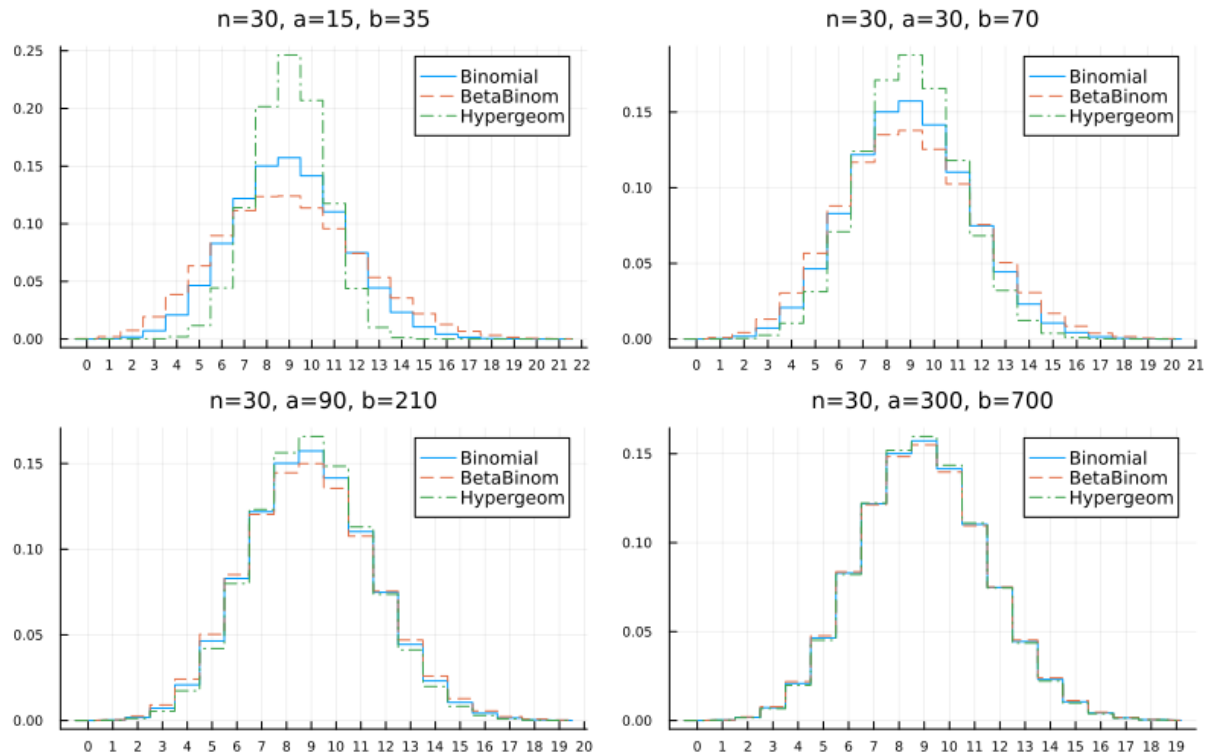 n=30, a=15, b=35
0.25
0.20
0.15
0.10
0.05
0.00
Binomial
BetaBinom
Hypergeom
0 1 2 3 4 5 6 7 8 9 10 11 12 13 14 15 16 17 18 19 20 21 22
n=30, a=30, b=70
0.15
0.10
0.05
0.00
Binomial
BetaBinom
Hypergeom
0 1 2 3 4 5 6 7 8 9 10 11 12 13 14 15 16 17 18 19 20 21
n=30, a=90, b=210
0.15
0.10
0.05
0.00
Binomial
BetaBinom
Hypergeom
0 1 2 3 4 5 6 7 8 9 10 11 12 13 14 15 16 17 18 19 20
n=30, a=300, b=700
0.15
0.10
0.05
0.00
Binomial
BetaBinom
Hypergeom
0 1 2 3 4 5 6 7 8 9 10 11 12 13 14 15 16 17 18 19